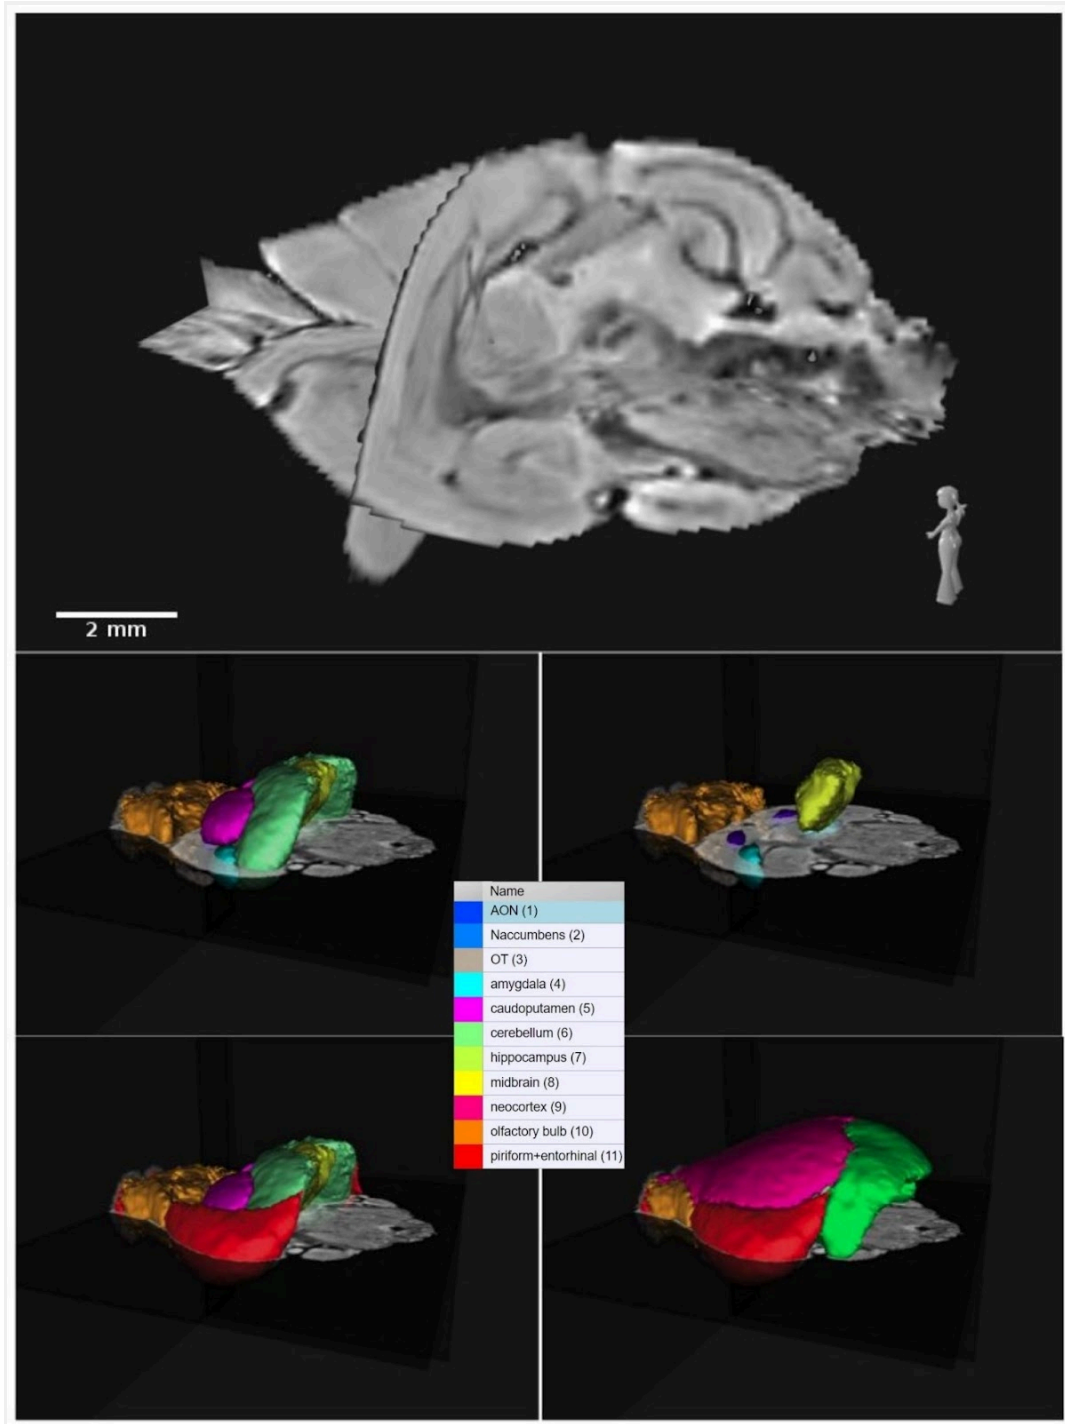 2 mm
Name
AON (1)
Naccumbens (2)
OT (3)
amygdala (4)
caudoputamen (5)
cerebellum (6)
hippocampus (7)
midbrain (8)
neocortex (9)
olfactory bulb (10)
piriform+entorhinal (11)